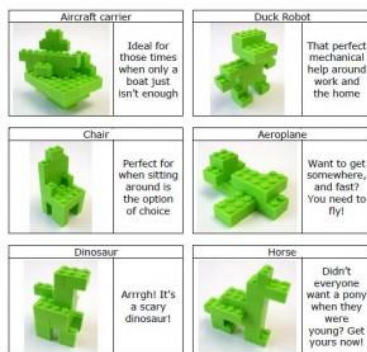 Aircraft carrier
Ideal for
those times
when only a
boat just
isn't enough
Duck Robot
That perfect
mechanical
help around
work and
the home
Chair
Perfect for
when sitting
around is
the option
of choice
Aeroplane
Want to get
somewhere,
and fast?
You need to
fly!
Dinosaur
Arrrgh! It's
a scary
dinosaur!
Horse
Didn't
everyone
want a pony
when they
were
young? Get
yours now!